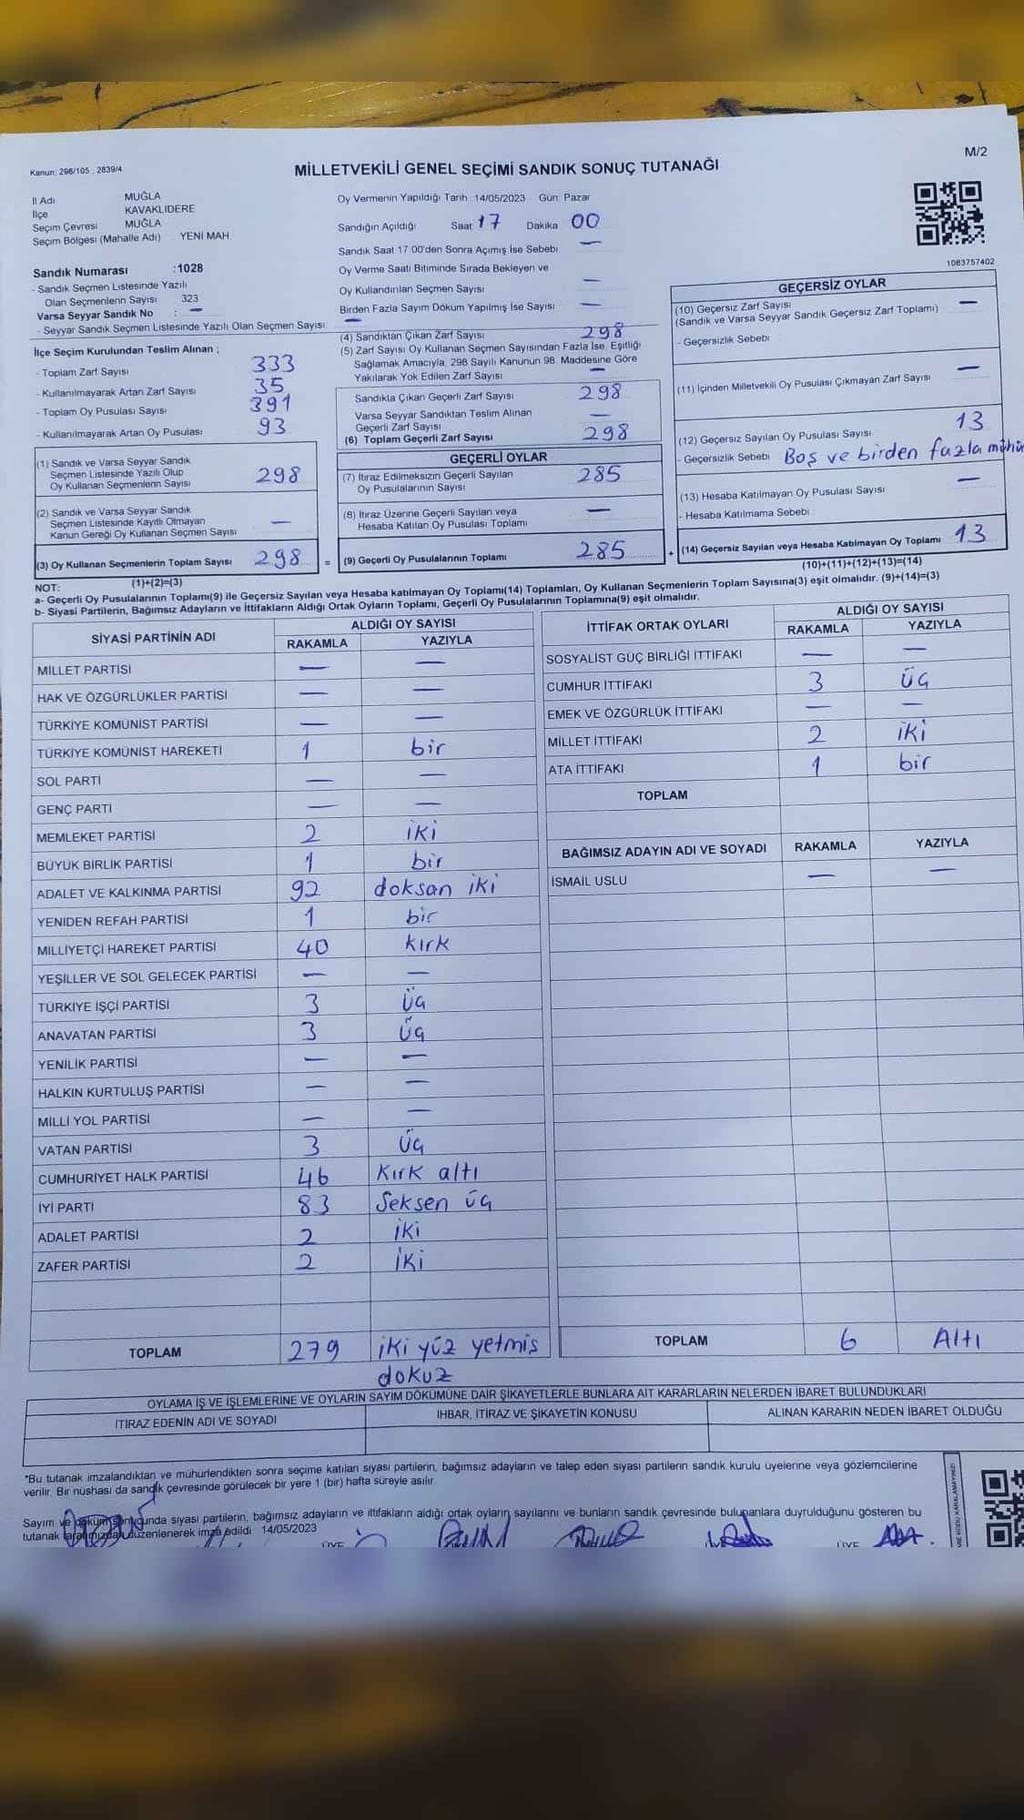 Kanun: 298/105 , 2839/4
MİLLETVEKİLİ GENEL SEÇİMİ SANDIK SONUÇ TUTANAĞI
M/2
İl Adı MUĞLA
İlçe KAVAKLIDERE
Seçim Çevresi MUĞLA
Seçim Bölgesi (Mahalle Adı) YENİ MAH.
Sandık Numarası :1028
- Sandık Seçmen Listesinde Yazılı
Olan Seçmenlerin Sayısı 323
Varsa Seyyar Sandık No : —
- Seyyar Sandık Seçmen Listesinde Yazılı Olan Seçmen Sayısı —
Oy Vermenin Yapıldığı Tarih :14/05/2023 Gün: Pazar
Sandığın Açıldığı Saat 17 Dakika 00
Sandık Saat 17:00'den Sonra Açımış İse Sebebi —
Oy Verme Saati Bitiminde Sırada Bekleyen ve
Oy Kullandırılan Seçmen Sayısı —
Birden Fazla Sayım Döküm Yapılmış İse Sayısı —
1083757402
İlçe Seçim Kurulundan Teslim Alınan ;
- Toplam Zarf Sayısı 333
- Kullanılmayarak Artan Zarf Sayısı 35
- Toplam Oy Pusulası Sayısı 391
- Kullanılmayarak Artan Oy Pusulası 93
(4) Sandıktan Çıkan Zarf Sayısı 298
(5) Zarf Sayısı Oy Kullanan Seçmen Sayısından Fazla İse, Eşitliği
Sağlamak Amacıyla, 298 Sayılı Kanunun 98. Maddesine Göre
Yakılarak Yok Edilen Zarf Sayısı —
Sandıkta Çıkan Geçerli Zarf Sayısı 298
Varsa Seyyar Sandıktan Teslim Alınan
Geçerli Zarf Sayısı —
(6) Toplam Geçerli Zarf Sayısı 298
GEÇERSİZ OYLAR
(10) Geçersiz Zarf Sayısı —
(Sandık ve Varsa Seyyar Sandık Geçersiz Zarf Toplamı)
- Geçersizlik Sebebi
(11) İçinden Milletvekili Oy Pusulası Çıkmayan Zarf Sayısı —
(12) Geçersiz Sayılan Oy Pusulası Sayısı 13
- Geçersizlik Sebebi Boş ve birden fazla mühür
(13) Hesaba Katılmayan Oy Pusulası Sayısı —
- Hesaba Katılmama Sebebi :
(14) Geçersiz Sayılan veya Hesaba Katılmayan Oy Toplamı 13
(10)+(11)+(12)+(13)=(14)
(1) Sandık ve Varsa Seyyar Sandık
Seçmen Listesinde Yazılı Olup
Oy Kullanan Seçmenlerin Sayısı 298
(2) Sandık ve Varsa Seyyar Sandık
Seçmen Listesinde Kayıtlı Olmayan
Kanun Gereği Oy Kullanan Seçmen Sayısı —
(3) Oy Kullanan Seçmenlerin Toplam Sayısı 298 =
(1)+(2)=(3)
GEÇERLİ OYLAR
(7) İtiraz Edilmeksizin Geçerli Sayılan
Oy Pusulalarının Sayısı 285
(8) İtiraz Üzerine Geçerli Sayılan veya
Hesaba Katılan Oy Pusulası Toplamı —
(9) Geçerli Oy Pusulalarının Toplamı 285 +
NOT:
a- Geçerli Oy Pusulalarının Toplamı(9) ile Geçersiz Sayılan veya Hesaba katılmayan Oy Toplamı(14) Toplamları, Oy Kullanan Seçmenlerin Toplam Sayısına(3) eşit olmalıdır. (9)+(14)=(3)
b- Siyasi Partilerin, Bağımsız Adayların ve İttifakların Aldığı Ortak Oyların Toplamı, Geçerli Oy Pusulalarının Toplamına(9) eşit olmalıdır.
SİYASİ PARTİNİN ADI ALDIĞI OY SAYISI
RAKAMLA YAZIYLA
MİLLET PARTİSİ — —
HAK VE ÖZGÜRLÜKLER PARTİSİ — —
TÜRKİYE KOMÜNİST PARTİSİ — —
TÜRKİYE KOMÜNİST HAREKETİ 1 bir
SOL PARTİ — —
GENÇ PARTİ — —
MEMLEKET PARTİSİ 2 iki
BÜYÜK BİRLİK PARTİSİ 1 bir
ADALET VE KALKINMA PARTİSİ 92 doksan iki
YENİDEN REFAH PARTİSİ 1 bir
MİLLİYETÇİ HAREKET PARTİSİ 40 kırk
YEŞİLLER VE SOL GELECEK PARTİSİ — —
TÜRKİYE İŞÇİ PARTİSİ 3 üç
ANAVATAN PARTİSİ 3 üç
YENİLİK PARTİSİ — —
HALKIN KURTULUŞ PARTİSİ — —
MİLLİ YOL PARTİSİ — —
VATAN PARTİSİ 3 üç
CUMHURİYET HALK PARTİSİ 46 Kırk altı
İYİ PARTİ 83 Seksen üç
ADALET PARTİSİ 2 iki
ZAFER PARTİSİ 2 iki
TOPLAM 279 iki yüz yetmiş
dokuz
İTTİFAK ORTAK OYLARI ALDIĞI OY SAYISI
RAKAMLA YAZIYLA
SOSYALİST GÜÇ BİRLİĞİ İTTİFAKI — —
CUMHUR İTTİFAKI 3 üç
EMEK VE ÖZGÜRLÜK İTTİFAKI — —
MİLLET İTTİFAKI 2 iki
ATA İTTİFAKI 1 bir
TOPLAM
BAĞIMSIZ ADAYIN ADI VE SOYADI RAKAMLA YAZIYLA
İSMAİL USLU — —
TOPLAM 6 Altı
OYLAMA İŞ VE İŞLEMLERİNE VE OYLARIN SAYIM DÖKÜMÜNE DAİR ŞİKAYETLERLE BUNLARA AİT KARARLARIN NELERDEN İBARET BULUNDUKLARI
İTİRAZ EDENİN ADI VE SOYADI İHBAR, İTİRAZ VE ŞİKAYETİN KONUSU ALINAN KARARIN NEDEN İBARET OLDUĞU
*Bu tutanak imzalandıktan ve mühürlendikten sonra seçime katılan siyasi partilerin, bağımsız adayların ve talep eden siyasi partilerin sandık kurulu üyelerine veya gözlemcilerine
verilir. Bir nüshası da sandık çevresinde görülecek bir yere 1 (bir) hafta süreyle asılır.
Sayım ve döküm sonucunda siyasi partilerin, bağımsız adayların ve ittifakların aldığı ortak oyların sayılarını ve bunların sandık çevresinde bulunanlara duyrulduğunu gösteren bu
tutanak tarafımızdan düzenlenerek imza edildi 14/05/2023
ÜYE ÜYE